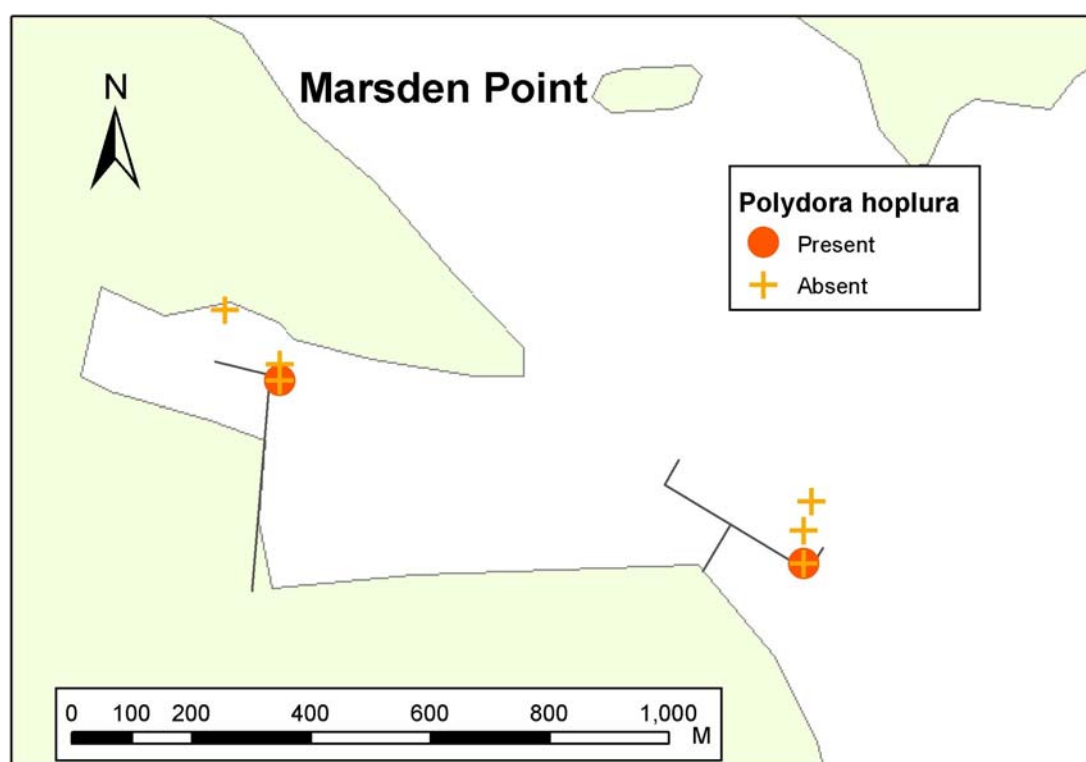 Marsden Point
N
Polydora hoplura
Present
Absent
0 100 200 400 600 800 1,000
M